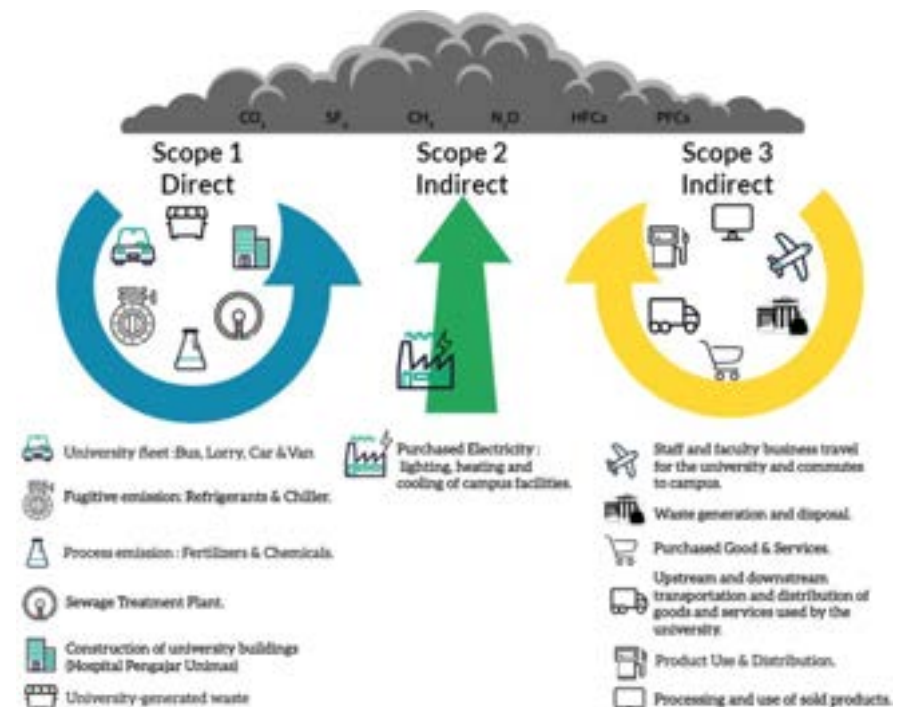 CO₂ SF₆ CH₄ N₂O HFCs PFCs
Scope 1
Direct
Scope 2
Indirect
Scope 3
Indirect
University fleet :Bus, Lorry, Car & Van
Fugitive emission: Refrigerants & Chiller.
Process emission : Fertilizers & Chemicals.
Sewage Treatment Plant.
Construction of university buildings
(Hospital Pengajar Unimas)
University-generated waste
Purchased Electricity :
lighting, heating and
cooling of campus facilities.
Staff and faculty business travel
for the university and commutes
to campus.
Waste generation and disposal.
Purchased Good & Services.
Upstream and downstream
transportation and distribution of
goods and services used by the
university.
Product Use & Distribution.
Processing and use of sold products.